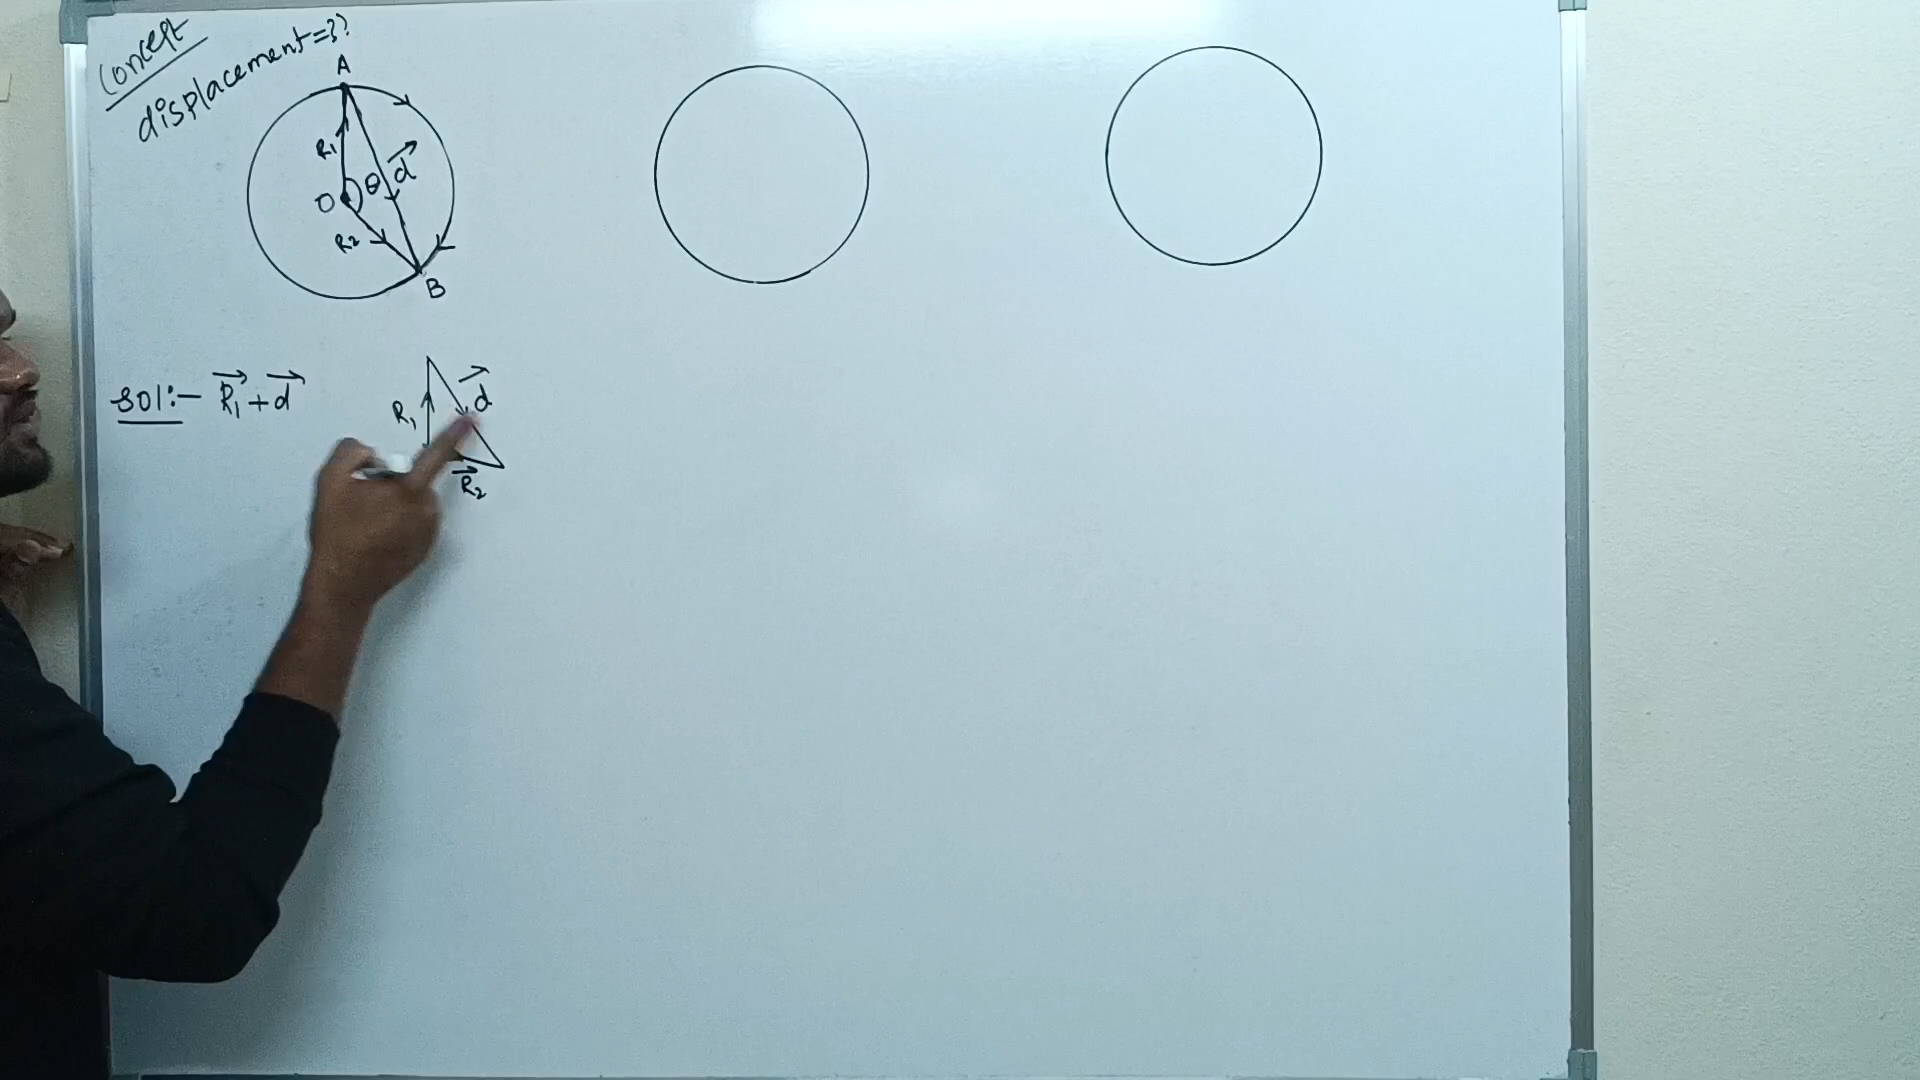 Concept
displacement=??
A
R1
θ
d
O
R2
B
Sol:- R1+d
R1
d
R2